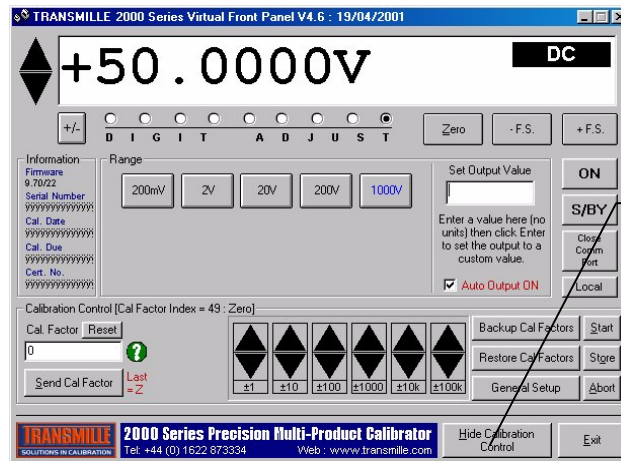 TRANSMILLE 2000 Series Virtual Front Panel V4.6 : 19/04/2001
+50.0000V
DC
+/-
DIGIT ADJUST
Zero
- F.S.
+ F.S.
Information
Firmware
9.70/22
Serial Number
ÿÿÿÿÿÿÿÿÿÿÿÿ
Cal. Date
ÿÿÿÿÿÿÿÿÿÿÿÿ
Cal. Due
ÿÿÿÿÿÿÿÿÿÿÿÿ
Cert. No.
ÿÿÿÿÿÿÿÿÿÿÿÿ
Range
200mV
2V
20V
200V
1000V
Set Output Value
Enter a value here (no
units) then click Enter
to set the output to a
custom value.
Auto Output ON
ON
S/BY
Close
Comm
Port
Local
Calibration Control [Cal Factor Index = 49 : Zero]
Cal. Factor
Reset
0
?
Send Cal Factor
Last
=Z
±1
±10
±100
±1000
±10k
±100k
Backup Cal Factors
Start
Restore Cal Factors
Store
General Setup
Abort
TRANSMILLE
SOLUTIONS IN CALIBRATION
2000 Series Precision Multi-Product Calibrator
Tel: +44 (0) 1622 873334
Web : www.transmille.com
Hide Calibration
Control
Exit